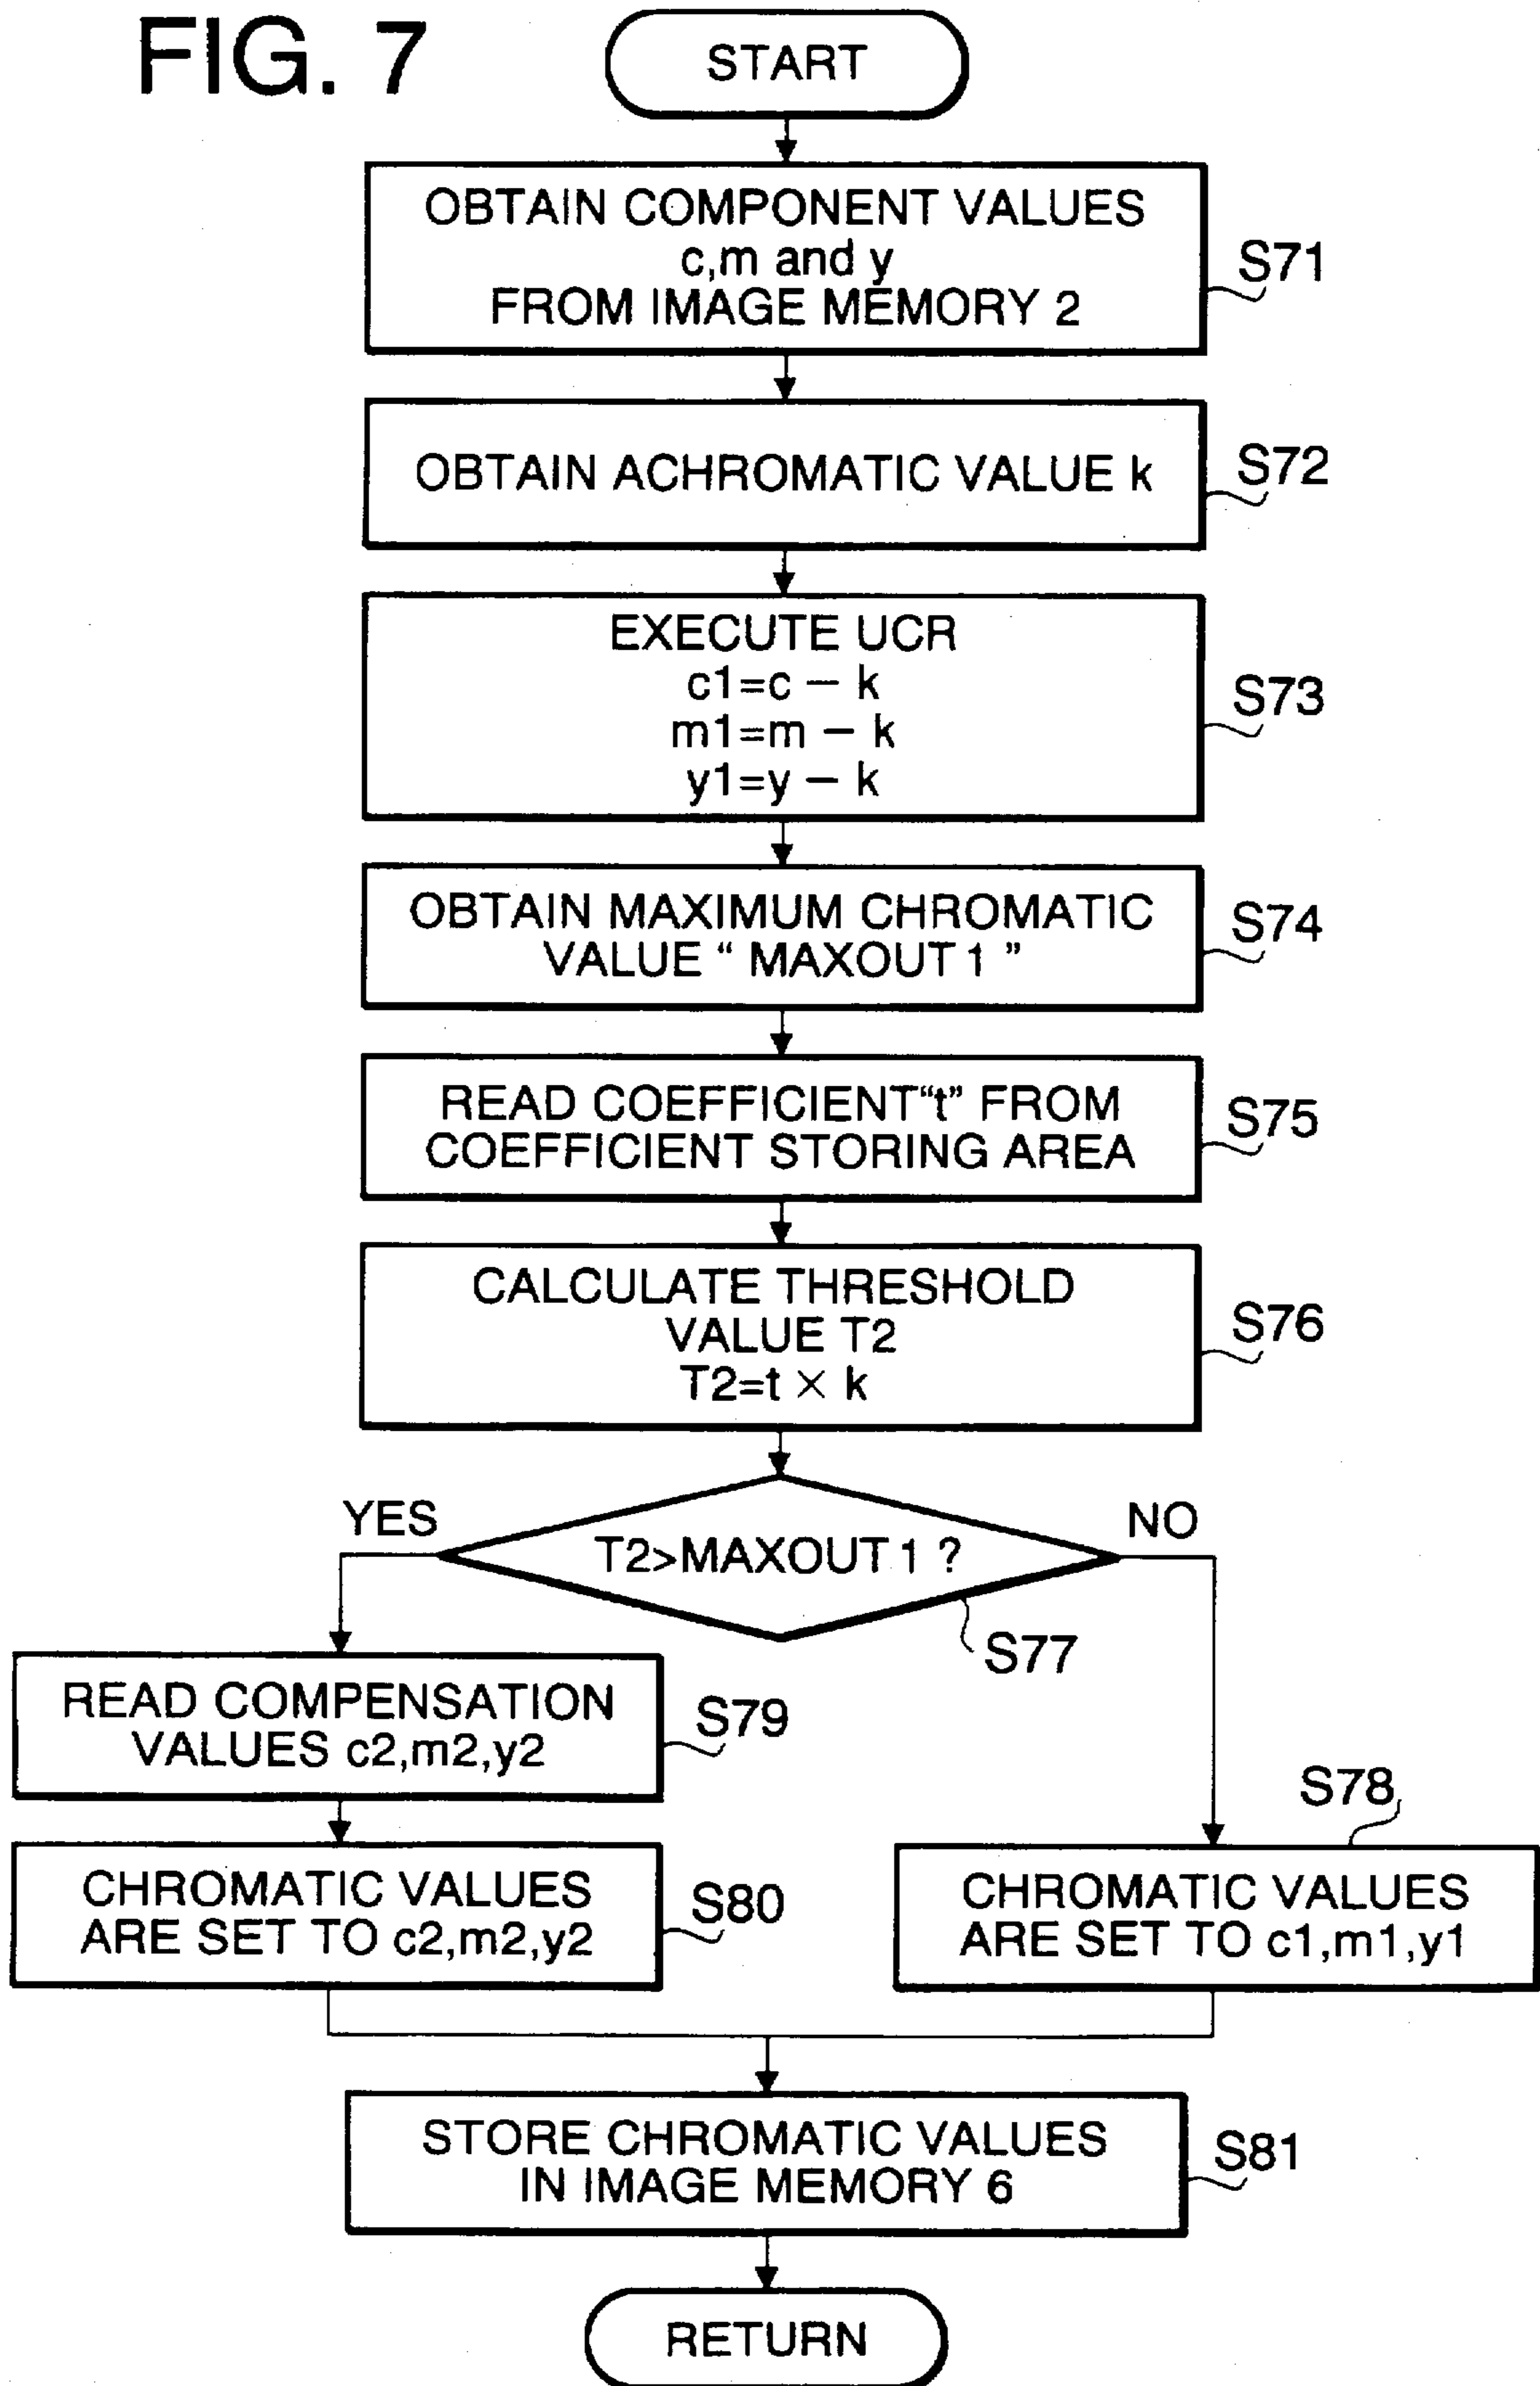 FIG. 7
START
OBTAIN COMPONENT VALUES
c,m and y
FROM IMAGE MEMORY 2
S71
OBTAIN ACHROMATIC VALUE k
S72
EXECUTE UCR
c1=c — k
m1=m — k
y1=y — k
S73
OBTAIN MAXIMUM CHROMATIC
VALUE “ MAXOUT 1 ”
S74
READ COEFFICIENT“t” FROM
COEFFICIENT STORING AREA
S75
CALCULATE THRESHOLD
VALUE T2
T2=t × k
S76
YES
NO
T2>MAXOUT 1 ?
S77
READ COMPENSATION
VALUES c2,m2,y2
S79
S78
CHROMATIC VALUES
ARE SET TO c2,m2,y2
S80
CHROMATIC VALUES
ARE SET TO c1,m1,y1
STORE CHROMATIC VALUES
IN IMAGE MEMORY 6
S81
RETURN